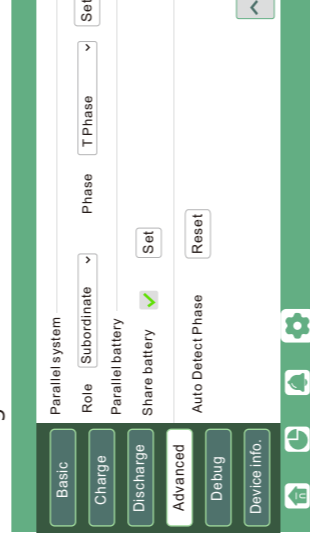 Basic
Charge
Discharge
Advanced
Debug
Device info.
Parallel system
Role Subordinate Phase T Phase Set
Parallel battery
Share battery Set
Auto Detect Phase Reset